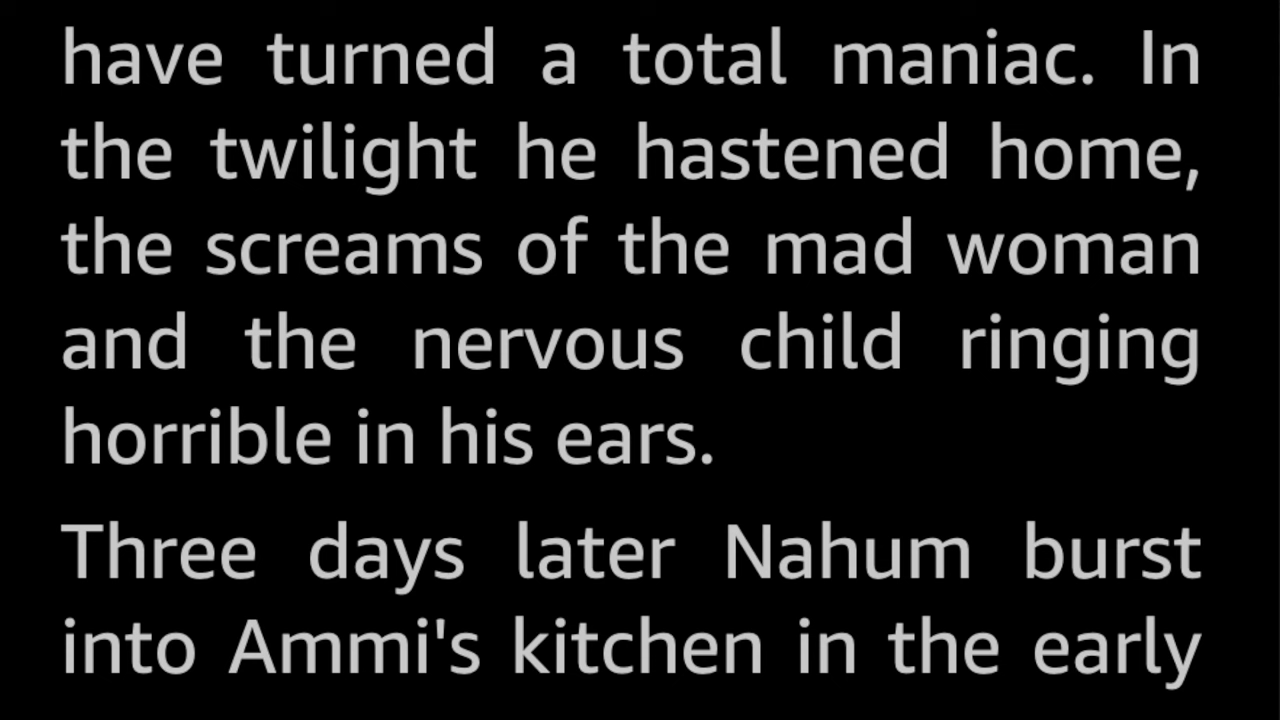 have turned a total maniac. In
the twilight he hastened home,
the screams of the mad woman
and the nervous child ringing
horrible in his ears.
Three days later Nahum burst
into Ammi's kitchen in the early